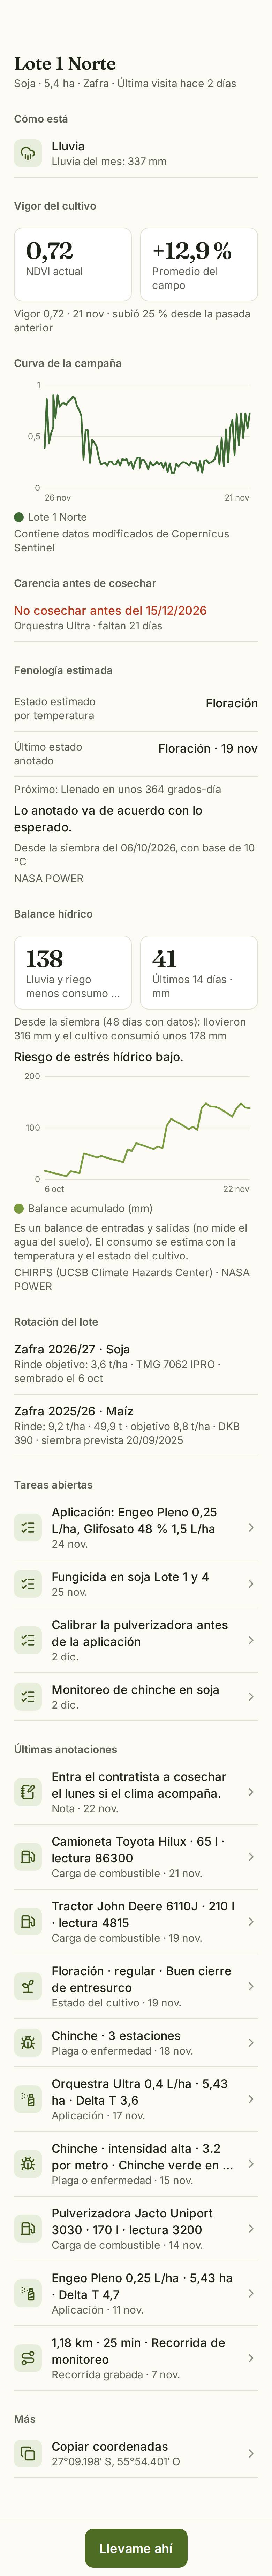 Lote 1 Norte
Soja · 5,4 ha · Zafra · Última visita hace 2 días
Cómo está
Lluvia
Lluvia del mes: 337 mm
Vigor del cultivo
0,72
NDVI actual
+12,9 %
Promedio del
campo
Vigor 0,72 · 21 nov · subió 25 % desde la pasada
anterior
Curva de la campaña
1
0,5
0
26 nov
21 nov
Lote 1 Norte
Contiene datos modificados de Copernicus
Sentinel
Carencia antes de cosechar
No cosechar antes del 15/12/2026
Orquestra Ultra · faltan 21 días
Fenología estimada
Estado estimado
por temperatura
Floración
Último estado
anotado
Floración · 19 nov
Próximo: Llenado en unos 364 grados-día
Lo anotado va de acuerdo con lo
esperado.
Desde la siembra del 06/10/2026, con base de 10
°C
NASA POWER
Balance hídrico
138
Lluvia y riego
menos consumo ...
41
Últimos 14 días ·
mm
Desde la siembra (48 días con datos): llovieron
316 mm y el cultivo consumió unos 178 mm
Riesgo de estrés hídrico bajo.
200
100
0
6 oct
22 nov
Balance acumulado (mm)
Es un balance de entradas y salidas (no mide el
agua del suelo). El consumo se estima con la
temperatura y el estado del cultivo.
CHIRPS (UCSB Climate Hazards Center) · NASA
POWER
Rotación del lote
Zafra 2026/27 · Soja
Rinde objetivo: 3,6 t/ha · TMG 7062 IPRO ·
sembrado el 6 oct
Zafra 2025/26 · Maíz
Rinde: 9,2 t/ha · 49,9 t · objetivo 8,8 t/ha · DKB
390 · siembra prevista 20/09/2025
Tareas abiertas
Aplicación: Engeo Pleno 0,25
L/ha, Glifosato 48 % 1,5 L/ha
24 nov.
Fungicida en soja Lote 1 y 4
25 nov.
Calibrar la pulverizadora antes
de la aplicación
2 dic.
Monitoreo de chinche en soja
2 dic.
Últimas anotaciones
Entra el contratista a cosechar
el lunes si el clima acompaña.
Nota · 22 nov.
Camioneta Toyota Hilux · 65 l ·
lectura 86300
Carga de combustible · 21 nov.
Tractor John Deere 6110J · 210 l
· lectura 4815
Carga de combustible · 19 nov.
Floración · regular · Buen cierre
de entresurco
Estado del cultivo · 19 nov.
Chinche · 3 estaciones
Plaga o enfermedad · 18 nov.
Orquestra Ultra 0,4 L/ha · 5,43
ha · Delta T 3,6
Aplicación · 17 nov.
Chinche · intensidad alta · 3.2
por metro · Chinche verde en ...
Plaga o enfermedad · 15 nov.
Pulverizadora Jacto Uniport
3030 · 170 l · lectura 3200
Carga de combustible · 14 nov.
Engeo Pleno 0,25 L/ha · 5,43 ha
· Delta T 4,7
Aplicación · 11 nov.
1,18 km · 25 min · Recorrida de
monitoreo
Recorrida grabada · 7 nov.
Más
Copiar coordenadas
27°09.198′ S, 55°54.401′ O
Llevame ahí